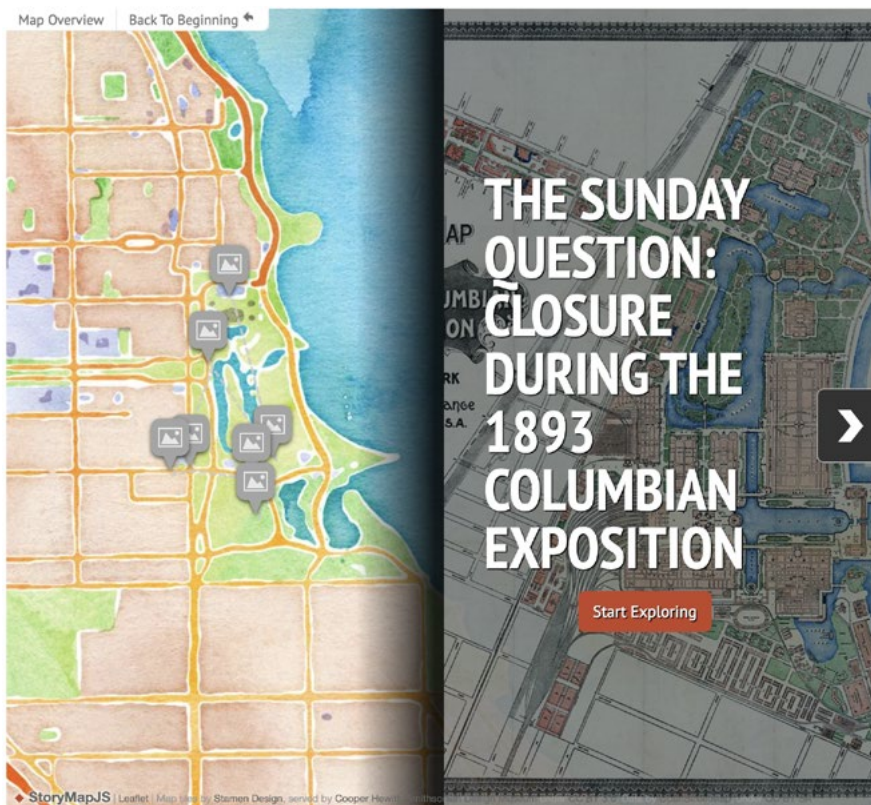 Map Overview
Back To Beginning
THE SUNDAY
QUESTION:
CLOSURE
DURING THE
1893
COLUMBIAN
EXPOSITION
Start Exploring
StoryMapJS | Leaflet | Map tiles by Stamen Design, served by Cooper